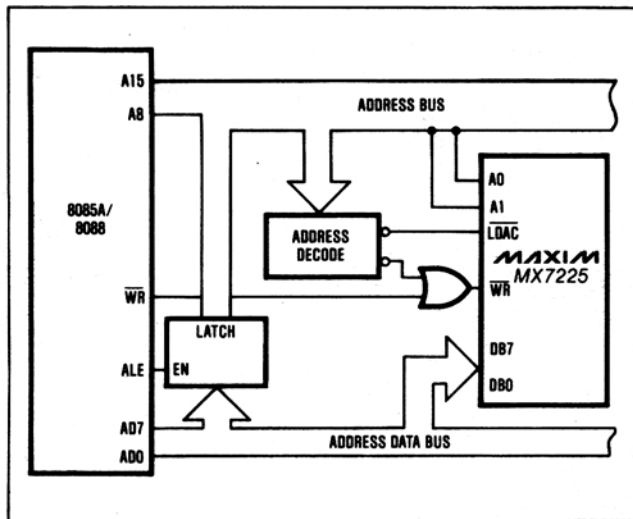 A15
ADDRESS BUS
A8
A0
8085A/
8088
A1
ADDRESS
DECODE
LDAC
MAXIM
MX7225
WR
WR
LATCH
DB7
ALE
EN
DB0
AD7
ADDRESS DATA BUS
AD0